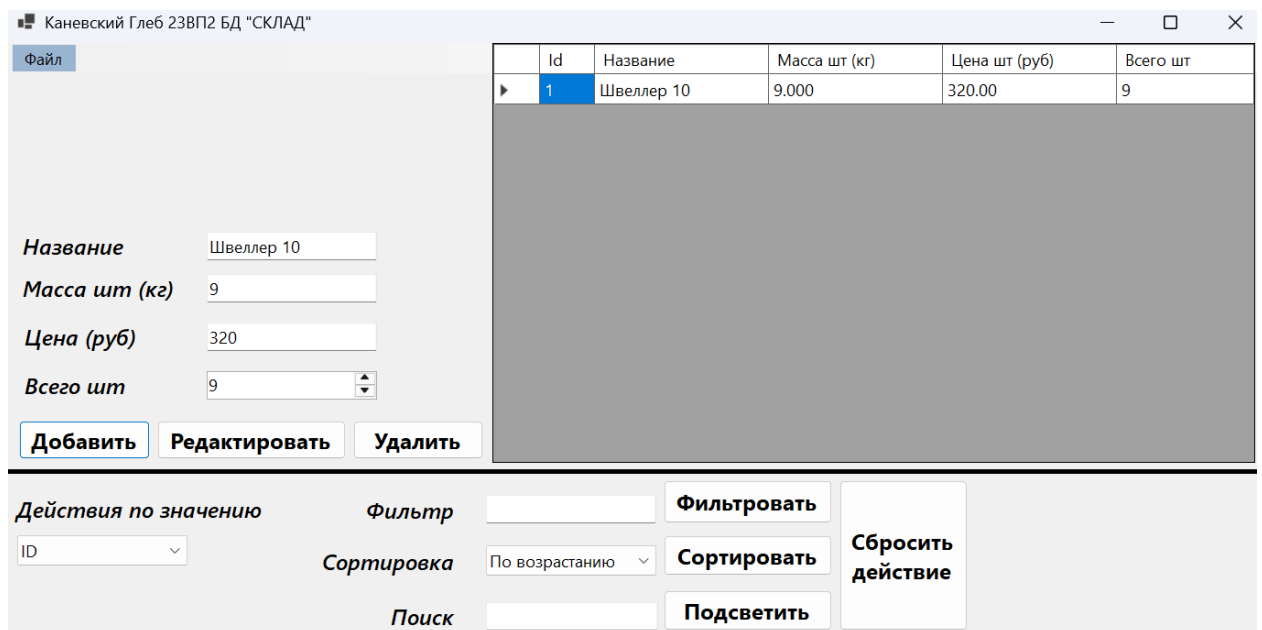 Каневский Глеб 23ВП2 БД "СКЛАД"
Файл
Id Название Масса шт (кг) Цена шт (руб) Всего шт
1 Швеллер 10 9.000 320.00 9
Название Швеллер 10
Масса шт (кг) 9
Цена (руб) 320
Всего шт 9
Добавить Редактировать Удалить
Действия по значению Фильтр Фильтровать
ID Сортировка По возрастанию Сортировать
Сбросить
действие
Поиск Подсветить